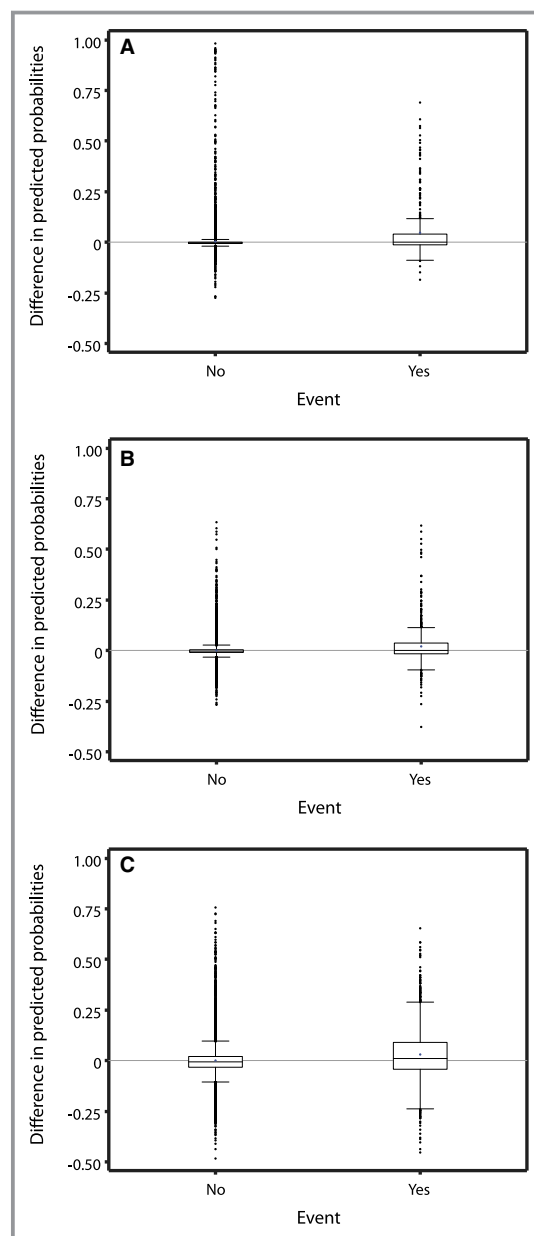 A
Difference in predicted probabilities
1.00
0.75
0.50
0.25
0
-0.25
-0.50
No
Yes
Event
B
Difference in predicted probabilities
1.00
0.75
0.50
0.25
0
-0.25
-0.50
No
Yes
Event
C
Difference in predicted probabilities
1.00
0.75
0.50
0.25
0
-0.25
-0.50
No
Yes
Event